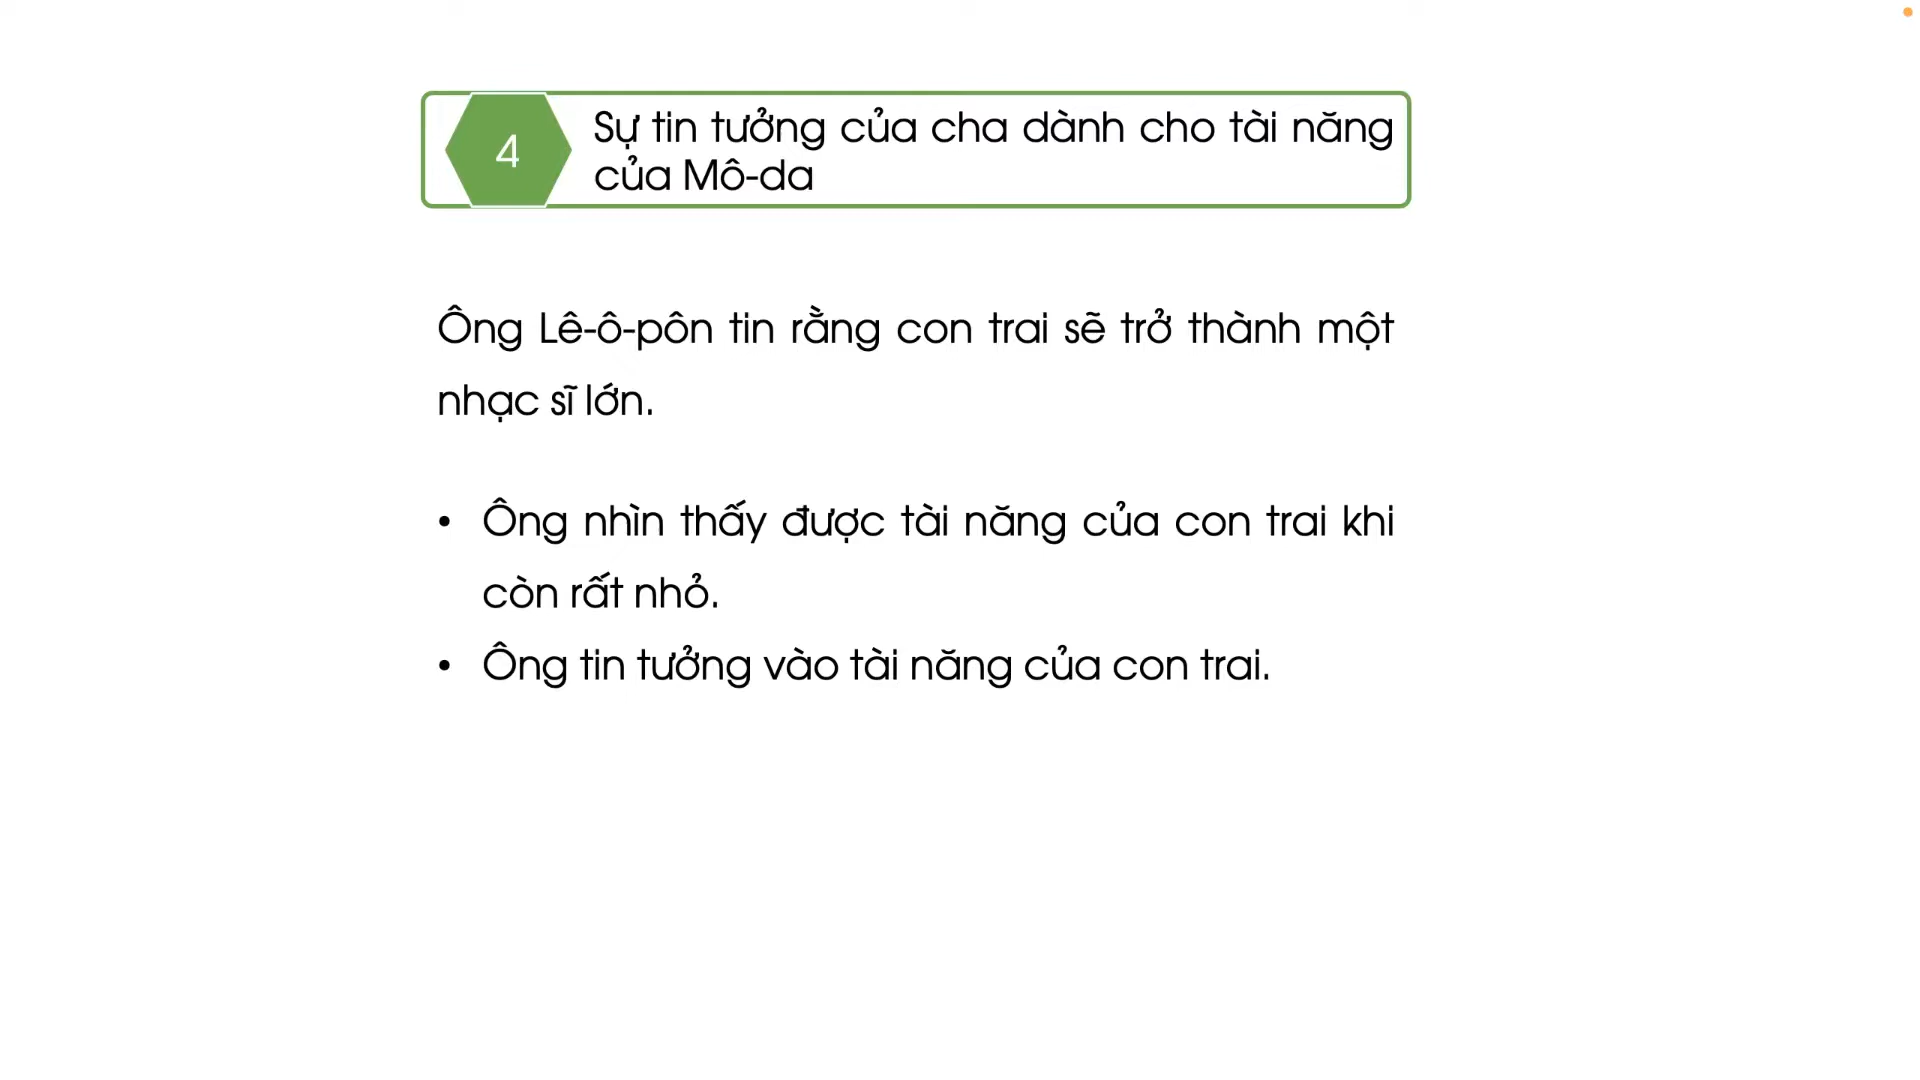 4
Sự tin tưởng của cha dành cho tài năng
của Mô-da
Ông Lê-ô-pôn tin rằng con trai sẽ trở thành một
nhạc sĩ lớn.
• Ông nhìn thấy được tài năng của con trai khi
còn rất nhỏ.
• Ông tin tưởng vào tài năng của con trai.